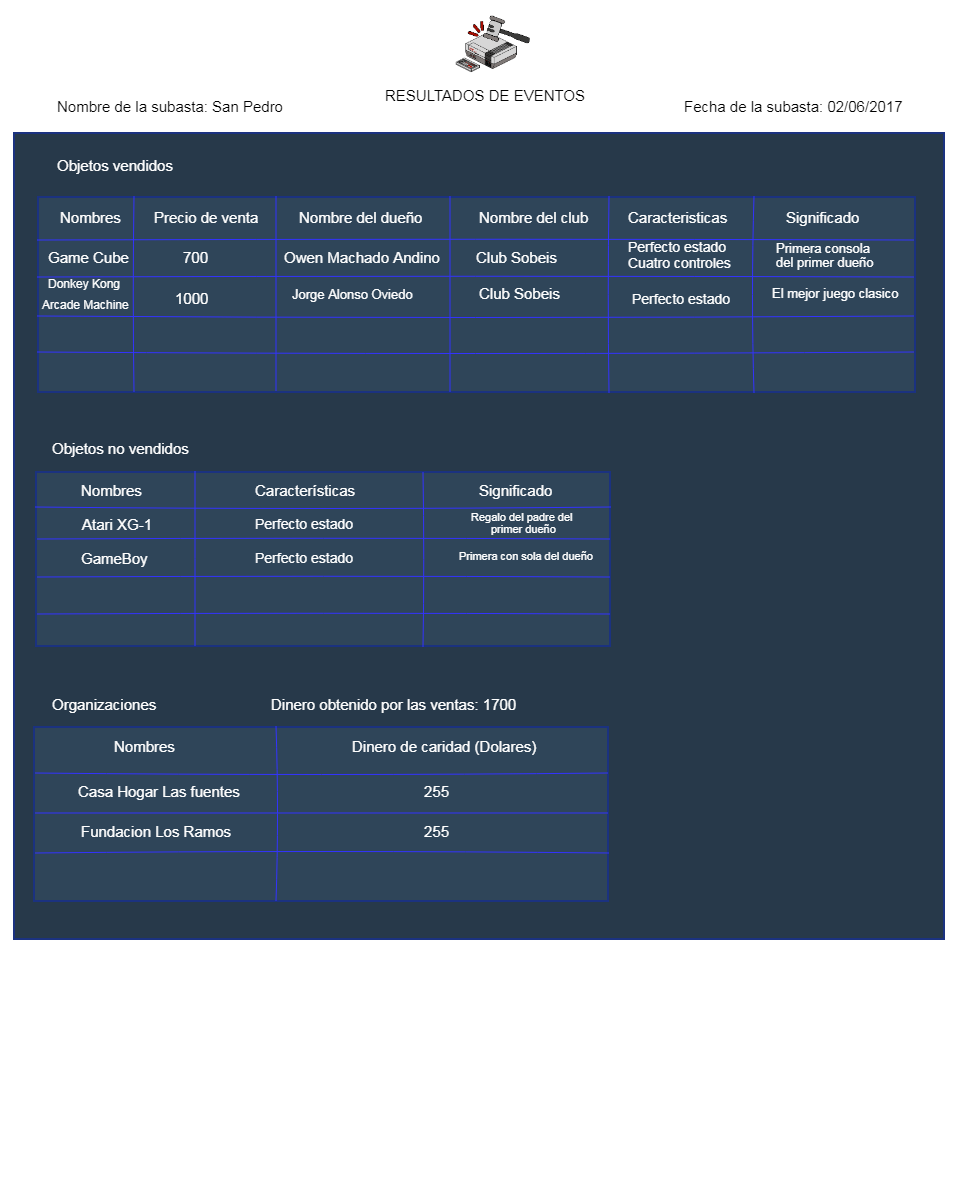 RESULTADOS DE EVENTOS
Nombre de la subasta: San Pedro
Fecha de la subasta: 02/06/2017
Objetos vendidos
Nombres Precio de venta Nombre del dueño Nombre del club Caracteristicas Significado
Game Cube 700 Owen Machado Andino Club Sobeis Perfecto estado Cuatro controles Primera consola del primer dueño
Donkey Kong Arcade Machine 1000 Jorge Alonso Oviedo Club Sobeis Perfecto estado El mejor juego clasico
Objetos no vendidos
Nombres Características Significado
Atari XG-1 Perfecto estado Regalo del padre del primer dueño
GameBoy Perfecto estado Primera con sola del dueño
Organizaciones Dinero obtenido por las ventas: 1700
Nombres Dinero de caridad (Dolares)
Casa Hogar Las fuentes 255
Fundacion Los Ramos 255